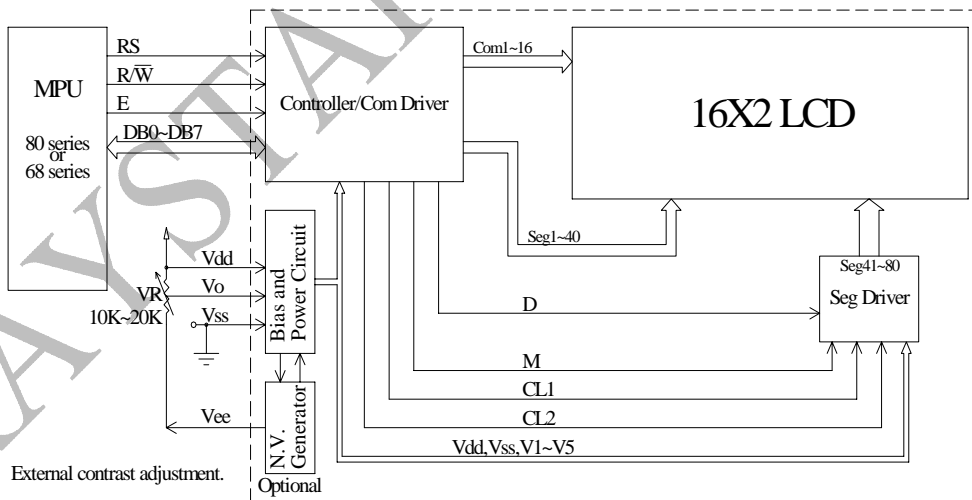 MPU
80 series
or
68 series
RS
R/W̅
E
DB0~DB7
Controller/Com Driver
Com1~16
16X2 LCD
Seg1~40
Seg41~80
Seg Driver
D
M
CL1
CL2
Vdd,Vss,V1~V5
Vdd
Vo
Vss
VR
10K~20K
Bias and
Power Circuit
N.V.
Generator
Optional
Vee
External contrast adjustment.